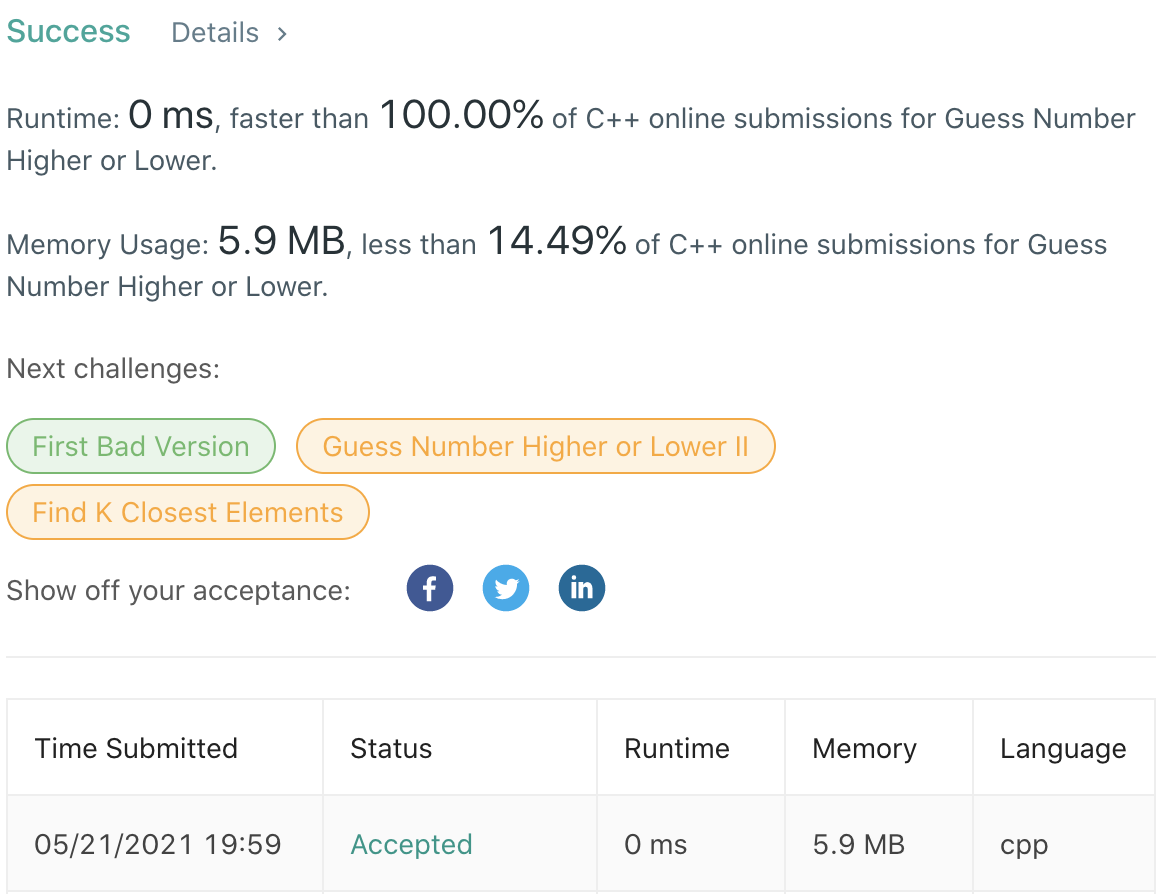 Success Details >
Runtime: 0 ms, faster than 100.00% of C++ online submissions for Guess Number
Higher or Lower.
Memory Usage: 5.9 MB, less than 14.49% of C++ online submissions for Guess
Number Higher or Lower.
Next challenges:
First Bad Version Guess Number Higher or Lower II
Find K Closest Elements
Show off your acceptance: f in
Time Submitted Status Runtime Memory Language
05/21/2021 19:59 Accepted 0 ms 5.9 MB cpp